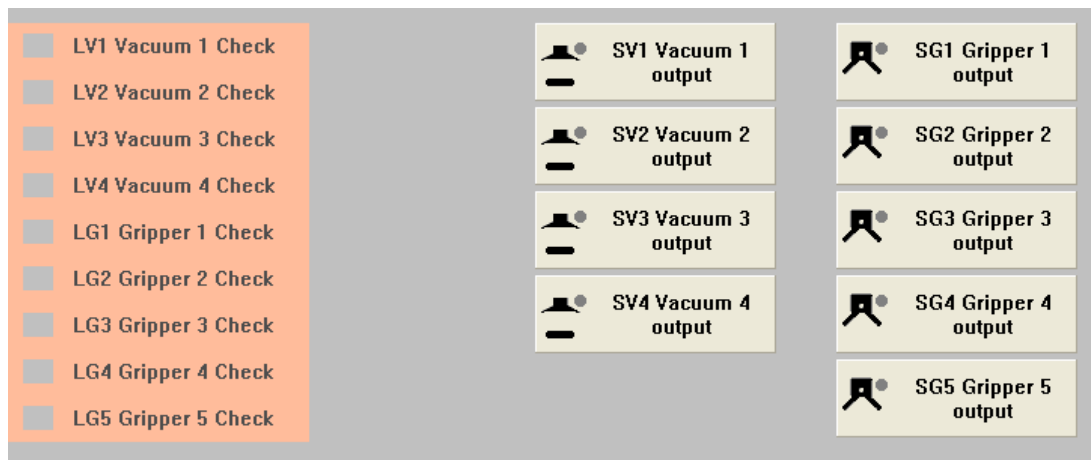 LV1 Vacuum 1 Check
LV2 Vacuum 2 Check
LV3 Vacuum 3 Check
LV4 Vacuum 4 Check
LG1 Gripper 1 Check
LG2 Gripper 2 Check
LG3 Gripper 3 Check
LG4 Gripper 4 Check
LG5 Gripper 5 Check
SV1 Vacuum 1
output
SV2 Vacuum 2
output
SV3 Vacuum 3
output
SV4 Vacuum 4
output
SG1 Gripper 1
output
SG2 Gripper 2
output
SG3 Gripper 3
output
SG4 Gripper 4
output
SG5 Gripper 5
output